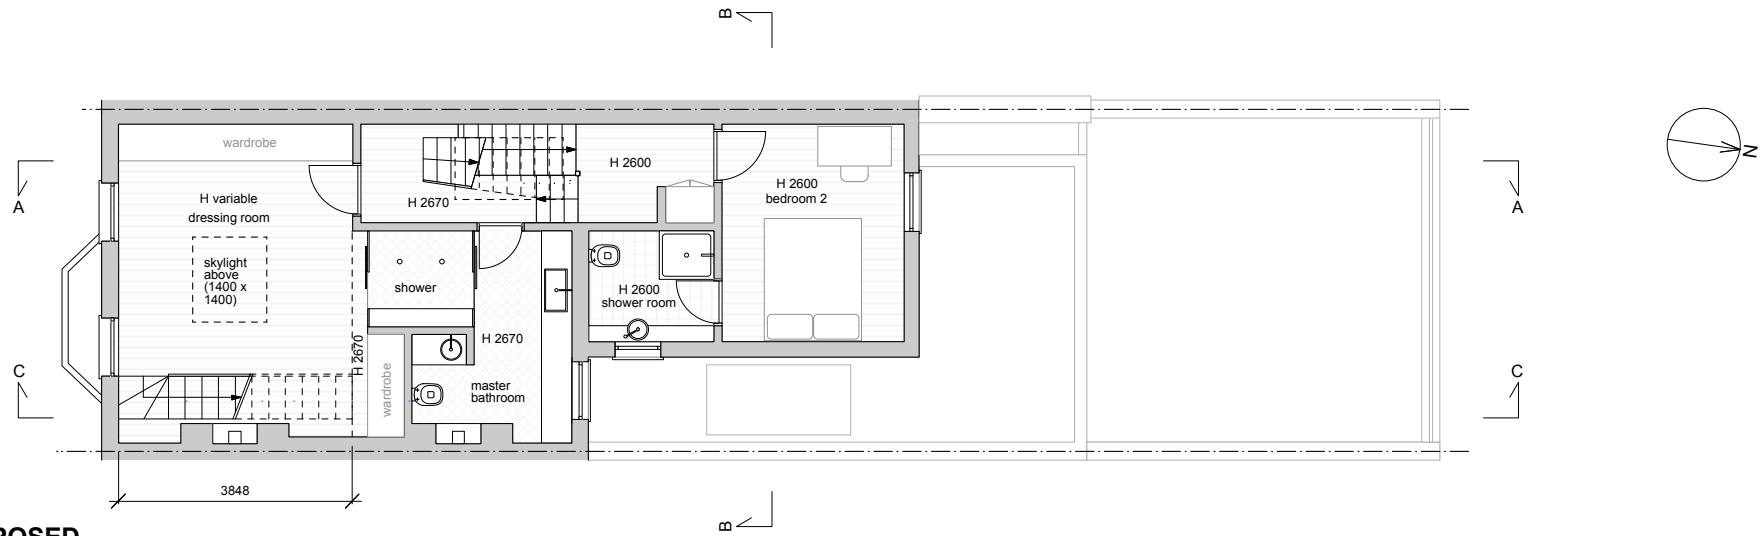 B
N
wardrobe
H 2600
H 2600
bedroom 2
A
A
H variable
dressing room
H 2670
skylight
above
(1400 x
1400)
shower
H 2600
shower room
H 2670
H 2670
C
C
wardrobe
master
bathroom
3848
B
POSED